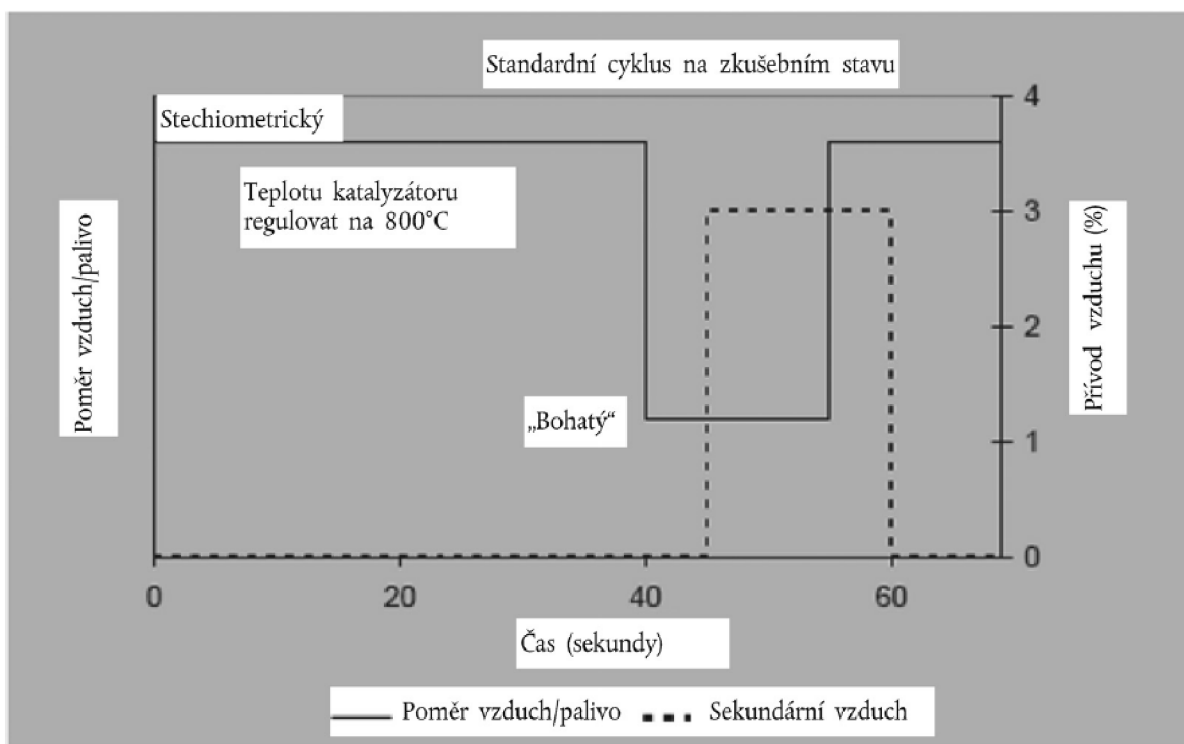 Standardní cyklus na zkušebním stavu
Stechiometrický
Teplotu katalyzátoru
regulovat na 800°C
„Bohatý“
Poměr vzduch/palivo
Přívod vzduchu (%)
4
3
2
1
0
0 20 40 60
Čas (sekundy)
Poměr vzduch/palivo Sekundární vzduch